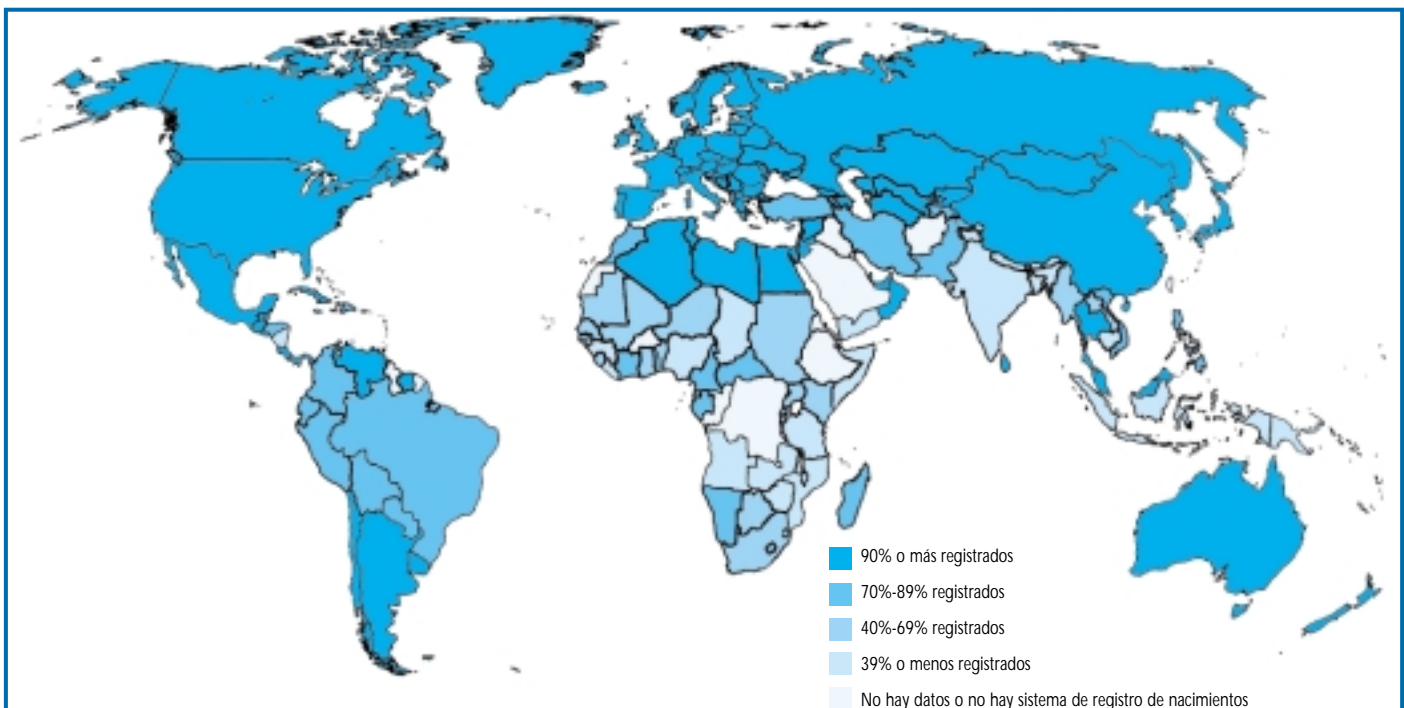 90% o más registrados
70%-89% registrados
40%-69% registrados
39% o menos registrados
No hay datos o no hay sistema de registro de nacimientos